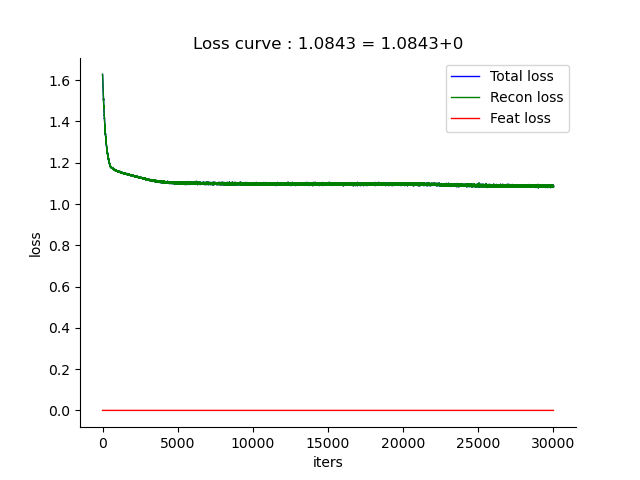 Loss curve : 1.0843 = 1.0843+0
Total loss
Recon loss
Feat loss
1.6
1.4
1.2
1.0
0.8
0.6
0.4
0.2
0.0
loss
0 5000 10000 15000 20000 25000 30000
iters